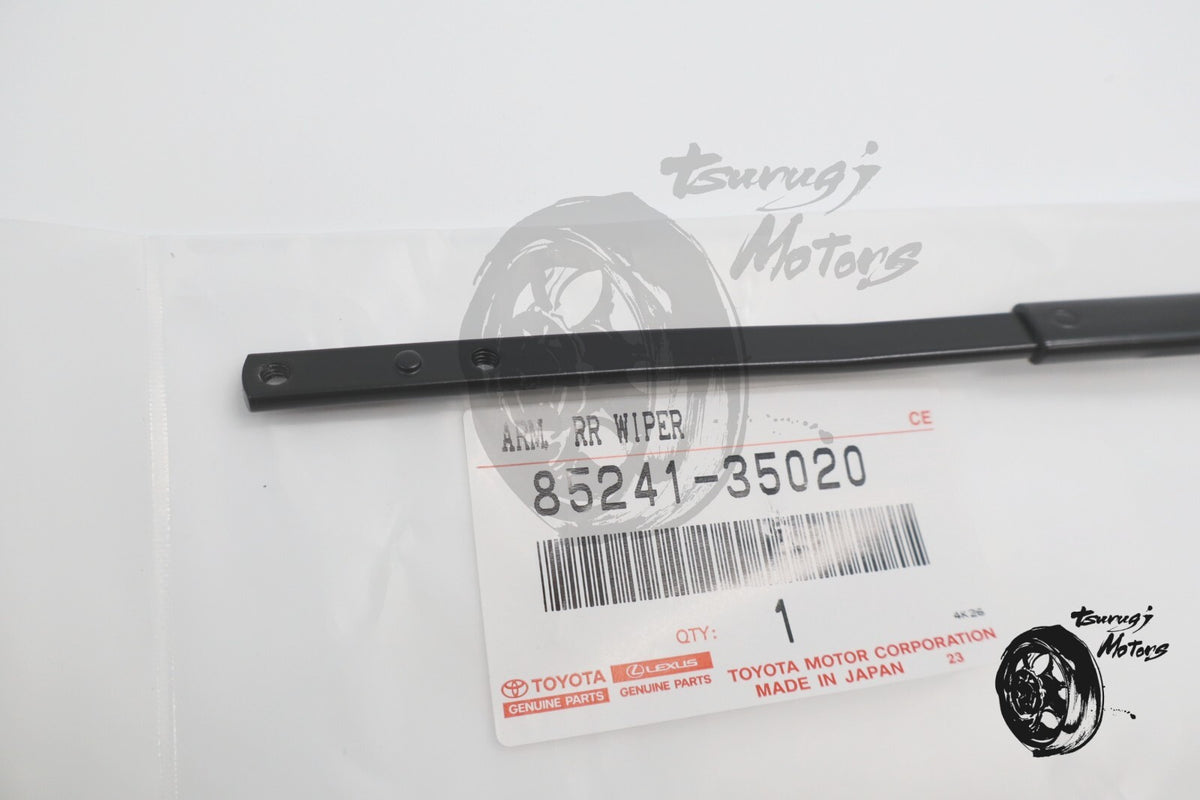 tsurugi
Motors
ARM, RR WIPER
CE
85241-35020
QTY: 1
4K26
TOYOTA
GENUINE PARTS
LEXUS
GENUINE PARTS
TOYOTA MOTOR CORPORATION
MADE IN JAPAN 23
tsurugi
Motors